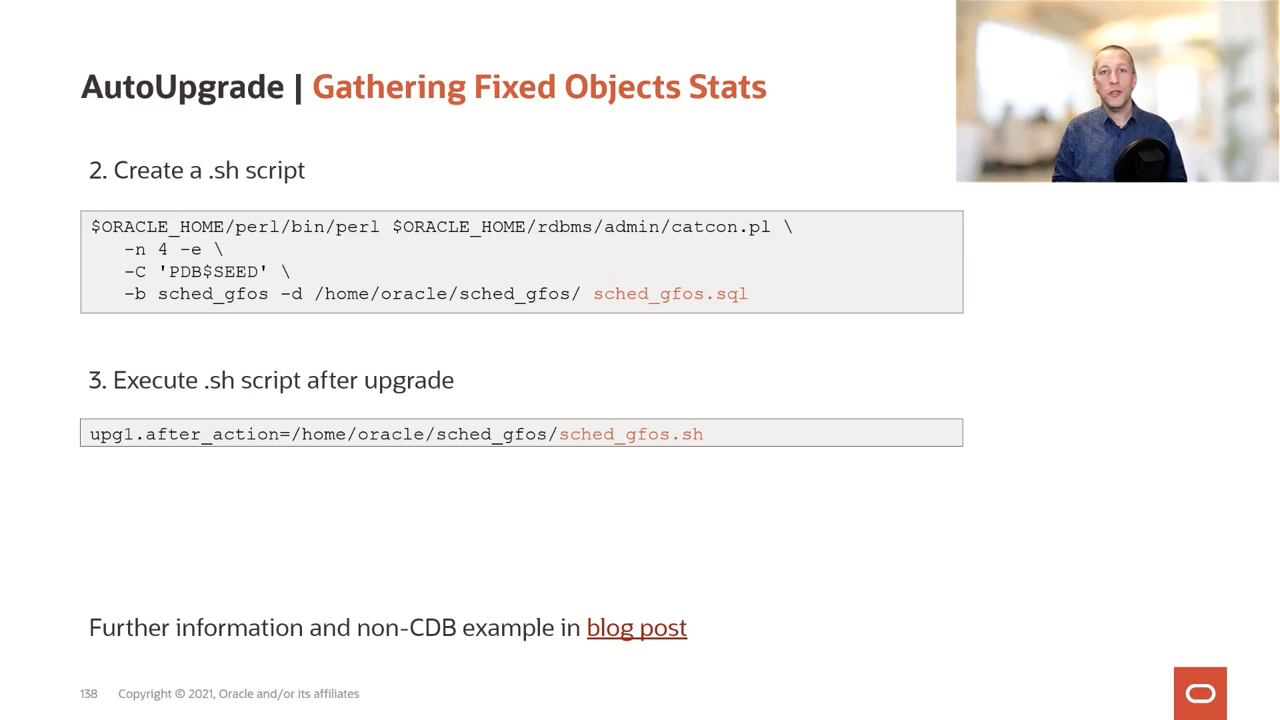 AutoUpgrade | Gathering Fixed Objects Stats
2. Create a .sh script
$ORACLE_HOME/perl/bin/perl $ORACLE_HOME/rdbms/admin/catcon.pl \
-n 4 -e \
-C 'PDB$SEED' \
-b sched_gfos -d /home/oracle/sched_gfos/ sched_gfos.sql
3. Execute .sh script after upgrade
upg1.after_action=/home/oracle/sched_gfos/sched_gfos.sh
Further information and non-CDB example in blog post
138 Copyright © 2021, Oracle and/or its affiliates